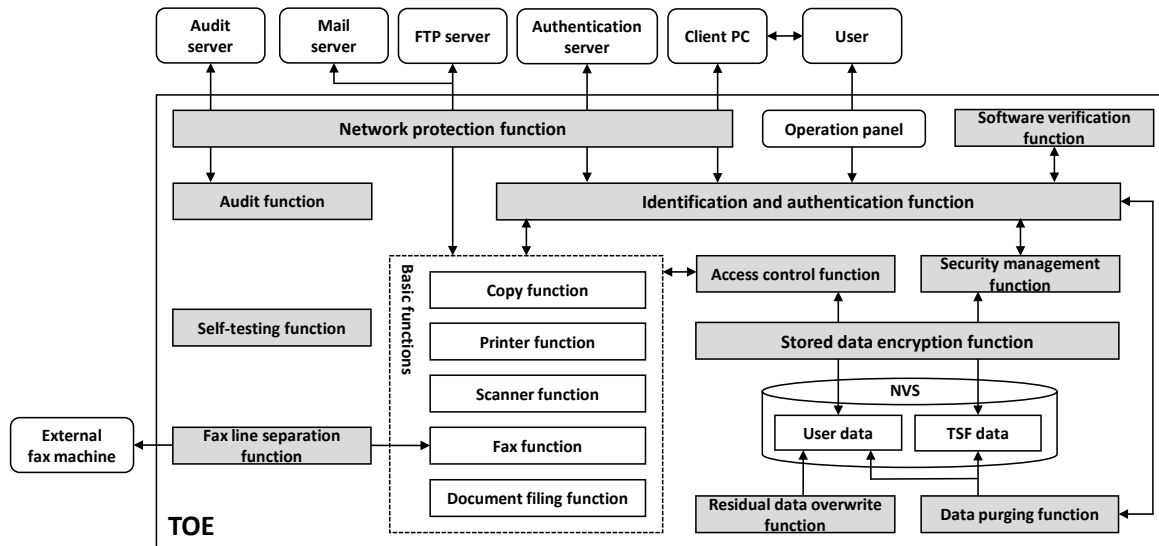 Audit
server
Mail
server
FTP server
Authentication
server
Client PC
User
Network protection function
Operation panel
Software verification
function
Audit function
Identification and authentication function
Basic functions
Copy function
Access control function
Security management
function
Self-testing function
Printer function
Stored data encryption function
Scanner function
NVS
External
fax machine
Fax line separation
function
Fax function
User data
TSF data
Document filing function
Residual data overwrite
function
Data purging function
TOE